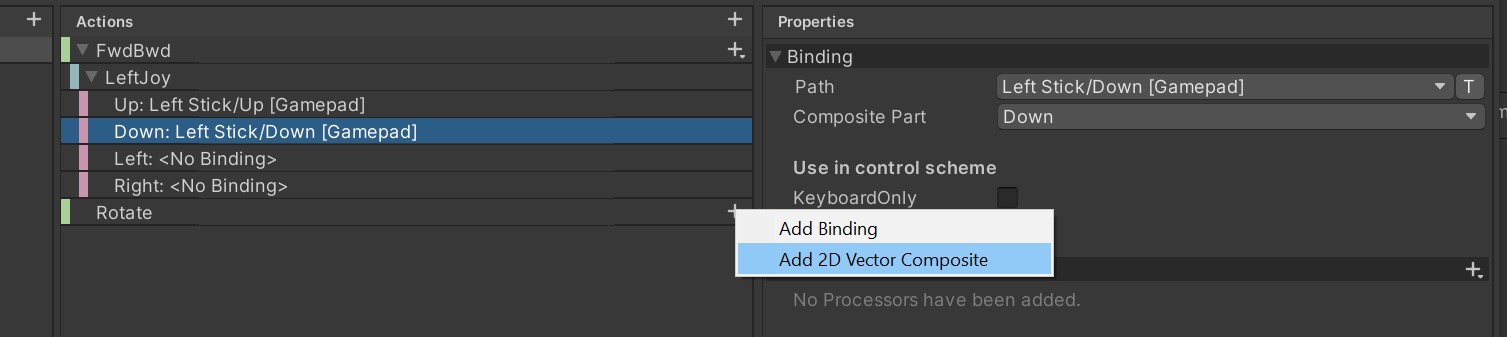 Actions
Properties
FwdBwd
LeftJoy
Up: Left Stick/Up [Gamepad]
Down: Left Stick/Down [Gamepad]
Left: <No Binding>
Right: <No Binding>
Rotate
Binding
Path
Left Stick/Down [Gamepad]
T
Composite Part
Down
Use in control scheme
KeyboardOnly
Add Binding
Add 2D Vector Composite
No Processors have been added.